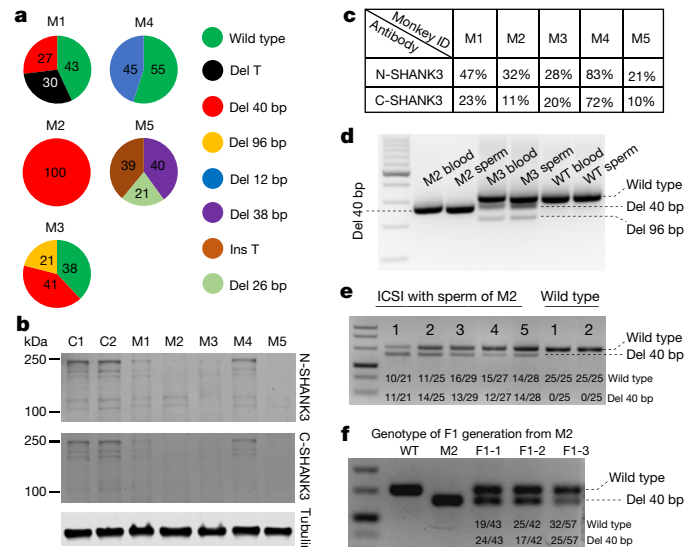 a
M1
27
43
30
M4
45
55
M2
100
M5
39
40
21
M3
21
38
41
Wild type
Del T
Del 40 bp
Del 96 bp
Del 12 bp
Del 38 bp
Ins T
Del 26 bp
b
kDa
C1 C2 M1 M2 M3 M4 M5
250
100
N-SHANK3
250
100
C-SHANK3
Tubulin
c
Monkey ID
Antibody
M1 M2 M3 M4 M5
N-SHANK3 47% 32% 28% 83% 21%
C-SHANK3 23% 11% 20% 72% 10%
d
M2 blood
M2 sperm
M3 blood
M3 sperm
WT blood
WT sperm
Del 40 bp
Wild type
Del 40 bp
Del 96 bp
e
ICSI with sperm of M2 Wild type
1 2 3 4 5 1 2
Wild type
Del 40 bp
10/21 11/25 16/29 15/27 14/28 25/25 25/25 Wild type
11/21 14/25 13/29 12/27 14/28 0/25 0/25 Del 40 bp
f
Genotype of F1 generation from M2
WT M2 F1-1 F1-2 F1-3
Wild type
Del 40 bp
19/43 25/42 32/57 Wild type
24/43 17/42 25/57 Del 40 bp